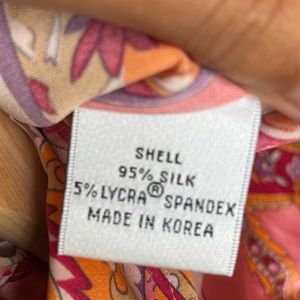 SHELL
95% SILK
5% LYCRA® SPANDEX
MADE IN KOREA